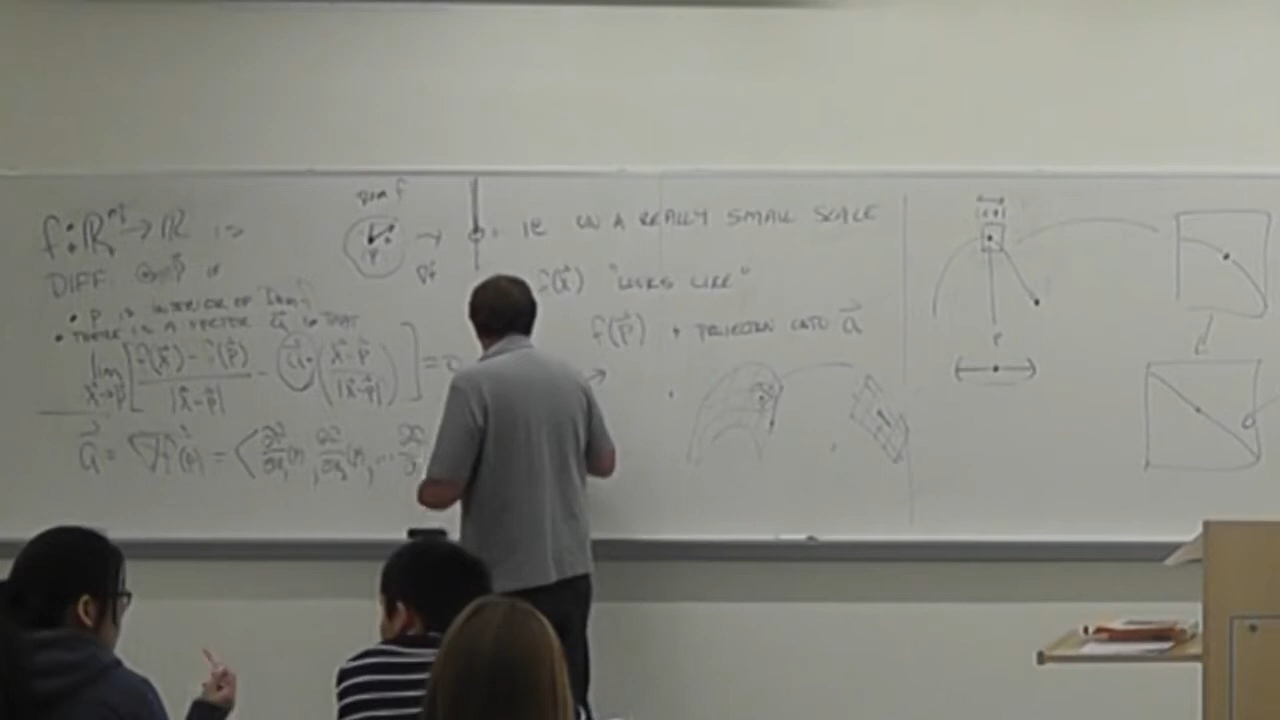 f: ℝⁿ → ℝ is
DIFF @ p⃗ if
• P IS INTERIOR OF Dom f
• THERE IS A VECTOR a⃗ so THAT
lim x⃗→p⃗ [ (f(x⃗) - f(p⃗)) / |x⃗-p⃗| - a⃗ · ( (x⃗-p⃗) / |x⃗-p⃗| ) ] = 0
a⃗ = ∇f(p⃗) = < ∂f/∂x₁(p), ∂f/∂x₂(p), ... ∂f
Dom f
P
ie ON A REALLY SMALL SCALE
f(x⃗) "LOOKS LIKE"
f(p⃗) + PROJECTION ONTO a⃗
P